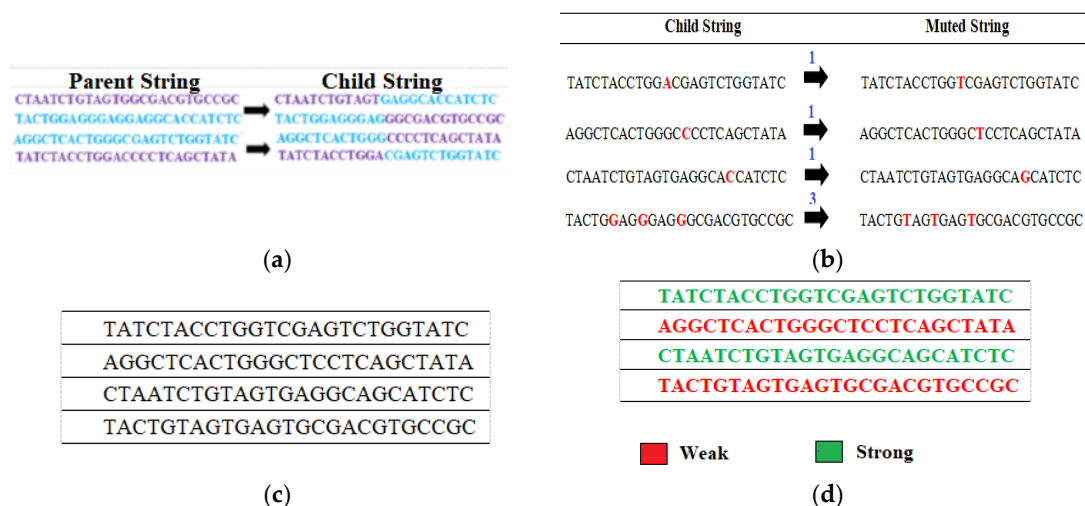 Parent String Child String
CTAATCTGTAGTGGCGACGTGCCGC CTAATCTGTAGTGAGGCACCATCTC
TACTGGAGGGAGGAGGCACCATCTC TACTGGAGGGAGGGCGACGTGCCGC
AGGCTCACTGGGCGAGTCTGGTATC AGGCTCACTGGGCCCCTCAGCTATA
TATCTACCTGGACCCCTCAGCTATA TATCTACCTGGACGAGTCTGGTATC
(a)
Child String Muted String
1
TATCTACCTGGACGAGTCTGGTATC TATCTACCTGGTCGAGTCTGGTATC
1
AGGCTCACTGGGCCCCTCAGCTATA AGGCTCACTGGGCTCCTCAGCTATA
1
CTAATCTGTAGTGAGGCACCATCTC CTAATCTGTAGTGAGGCAGCATCTC
3
TACTGGAGGGAGGGCGACGTGCCGC TACTGTAGTGAGTGCGACGTGCCGC
(b)
TATCTACCTGGTCGAGTCTGGTATC
AGGCTCACTGGGCTCCTCAGCTATA
CTAATCTGTAGTGAGGCAGCATCTC
TACTGTAGTGAGTGCGACGTGCCGC
(c)
TATCTACCTGGTCGAGTCTGGTATC
AGGCTCACTGGGCTCCTCAGCTATA
CTAATCTGTAGTGAGGCAGCATCTC
TACTGTAGTGAGTGCGACGTGCCGC
Weak Strong
(d)